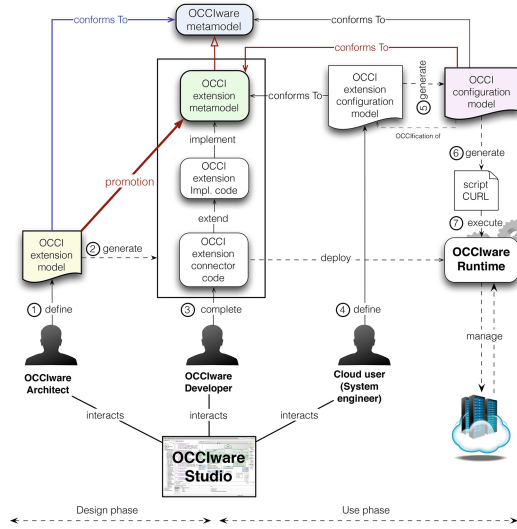 conforms To
OCCIware
metamodel
conforms To
conforms To
OCCI
extension
metamodel
conforms To
OCCI
extension
configuration
model
generate
5
OCCI
configuration
model
OCCIfication of
implement
6 generate
promotion
OCCI
extension
Impl. code
script
CURL
extend
7 execute
OCCI
extension
model
2 generate
OCCI
extension
connector
code
deploy
OCCIware
Runtime
1 define
3 complete
4 define
manage
OCCIware
Architect
OCCIware
Developer
Cloud user
(System
engineer)
interacts
interacts
interacts
OCCIware
Studio
Design phase
Use phase